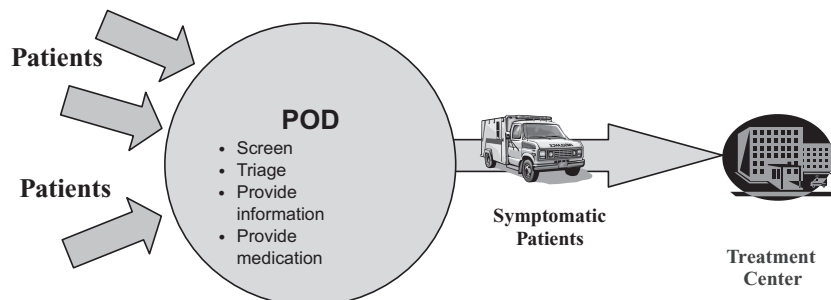 Patients
Patients
POD
• Screen
• Triage
• Provide
information
• Provide
medication
Symptomatic
Patients
Treatment
Center